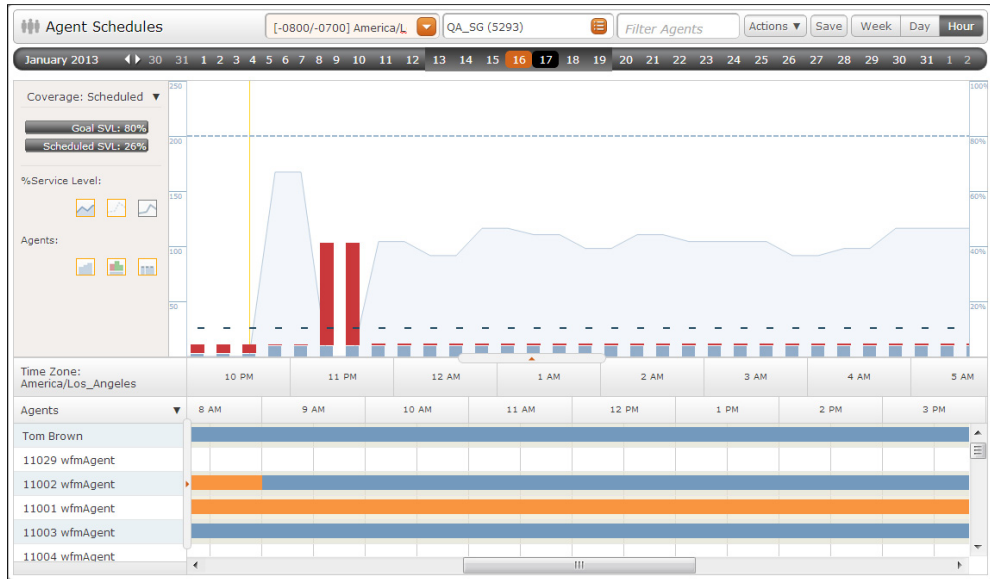 Agent Schedules
[-0800/-0700] America/L
QA_SG (5293)
Filter Agents
Actions ▼
Save
Week
Day
Hour
January 2013 30 31 1 2 3 4 5 6 7 8 9 10 11 12 13 14 15 16 17 18 19 20 21 22 23 24 25 26 27 28 29 30 31 1 2
Coverage: Scheduled ▼
Goal SVL: 80%
Scheduled SVL: 26%
%Service Level:
Agents:
250
200
150
100
50
100%
80%
60%
40%
20%
Time Zone:
America/Los_Angeles
10 PM 11 PM 12 AM 1 AM 2 AM 3 AM 4 AM 5 AM
Agents ▼
8 AM 9 AM 10 AM 11 AM 12 PM 1 PM 2 PM 3 PM
Tom Brown
11029 wfmAgent
11002 wfmAgent
11001 wfmAgent
11003 wfmAgent
11004 wfmAgent